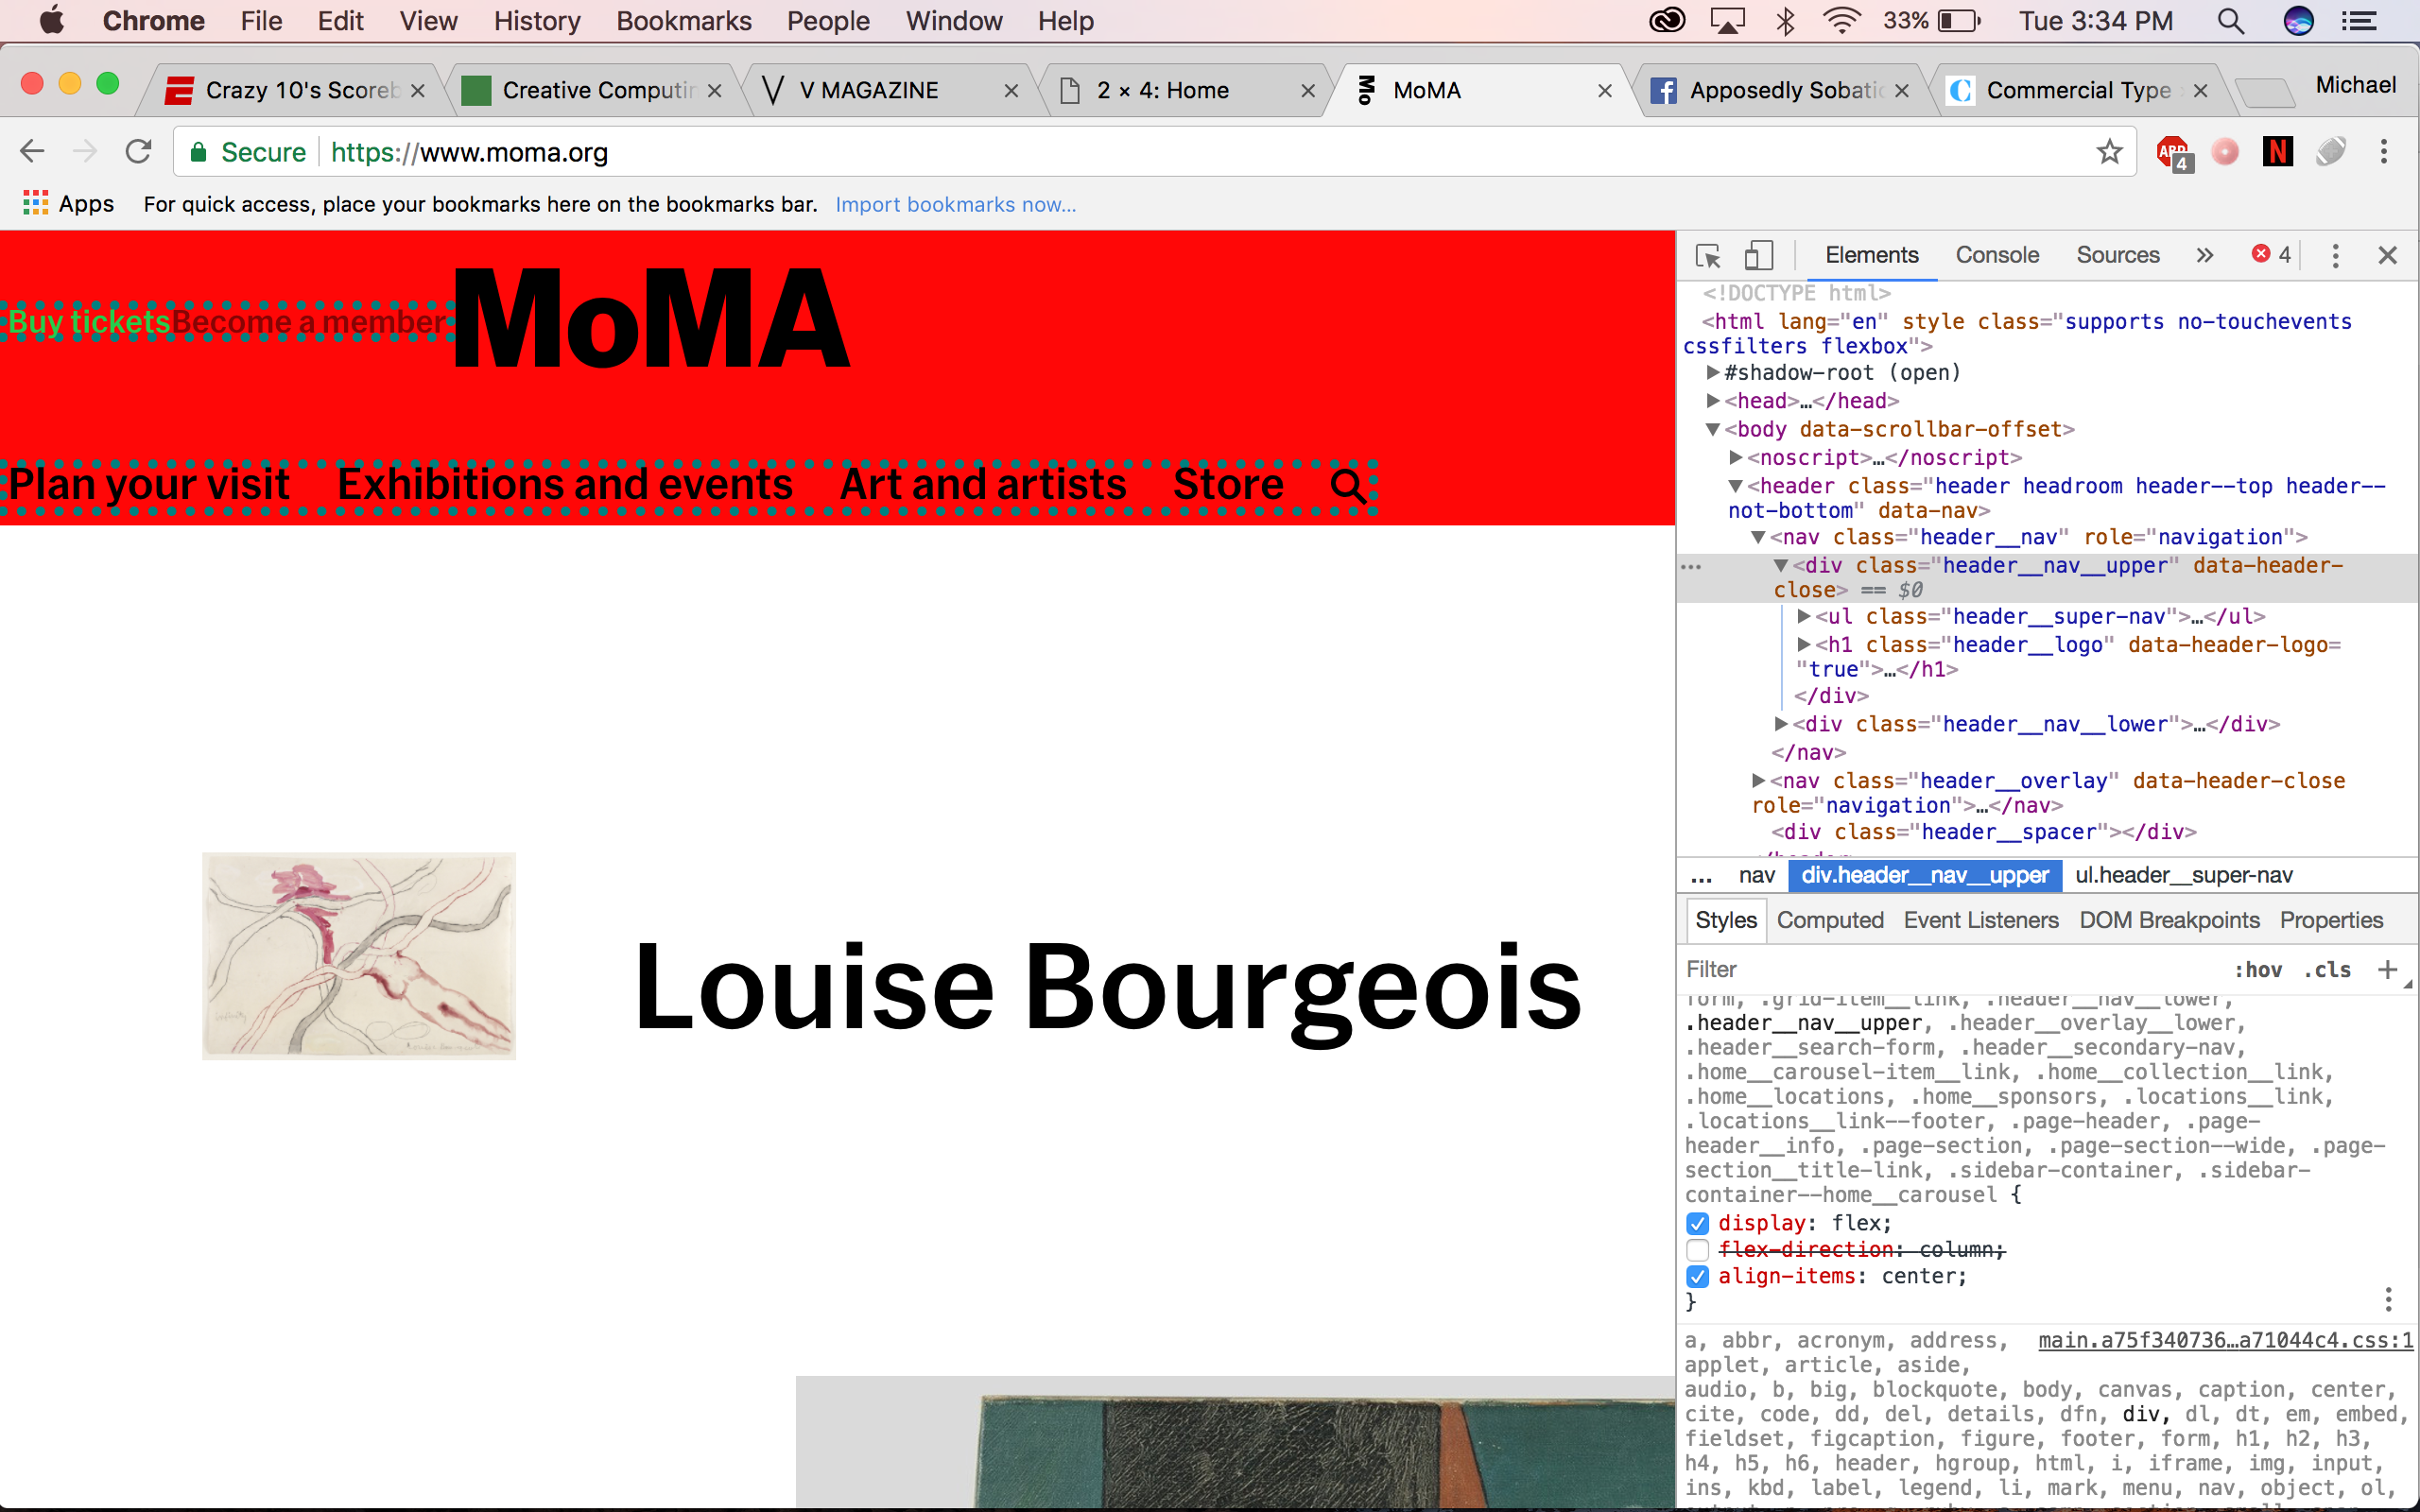 Chrome File Edit View History Bookmarks People Window Help 33% Tue 3:34 PM
Crazy 10's Scoreb Creative Computin V MAGAZINE 2 × 4: Home MoMA Apposedly Sobatic Commercial Type Michael
Secure https://www.moma.org ABP 4 N
Apps For quick access, place your bookmarks here on the bookmarks bar. Import bookmarks now...
MoMA
Buy tickets Become a member
Plan your visit Exhibitions and events Art and artists Store
Louise Bourgeois
Elements Console Sources » 4
<!DOCTYPE html>
<html lang="en" style class="supports no-touchevents
cssfilters flexbox">
▶#shadow-root (open)
▶<head>…</head>
▼<body data-scrollbar-offset>
▶<noscript>…</noscript>
▼<header class="header headroom header--top header--
not-bottom" data-nav>
▼<nav class="header__nav" role="navigation">
… ▼<div class="header__nav__upper" data-header-
close> == $0
▶<ul class="header__super-nav">…</ul>
▶<h1 class="header__logo" data-header-logo=
"true">…</h1>
</div>
▶<div class="header__nav__lower">…</div>
</nav>
▶<nav class="header__overlay" data-header-close
role="navigation">…</nav>
<div class="header__spacer"></div>
</header>
... nav div.header__nav__upper ul.header__super-nav
Styles Computed Event Listeners DOM Breakpoints Properties
Filter :hov .cls +
form, .grid-item__link, .header__nav__lower,
.header__nav__upper, .header__overlay__lower,
.header__search-form, .header__secondary-nav,
.home__carousel-item__link, .home__collection__link,
.home__locations, .home__sponsors, .locations__link,
.locations__link--footer, .page-header, .page-
header__info, .page-section, .page-section--wide, .page-
section__title-link, .sidebar-container, .sidebar-
container--home__carousel {
display: flex;
flex-direction: column;
align-items: center;
}
a, abbr, acronym, address, main.a75f340736…a71044c4.css:1
applet, article, aside,
audio, b, big, blockquote, body, canvas, caption, center,
cite, code, dd, del, details, dfn, div, dl, dt, em, embed,
fieldset, figcaption, figure, footer, form, h1, h2, h3,
h4, h5, h6, header, hgroup, html, i, iframe, img, input,
ins, kbd, label, legend, li, mark, menu, nav, object, ol,